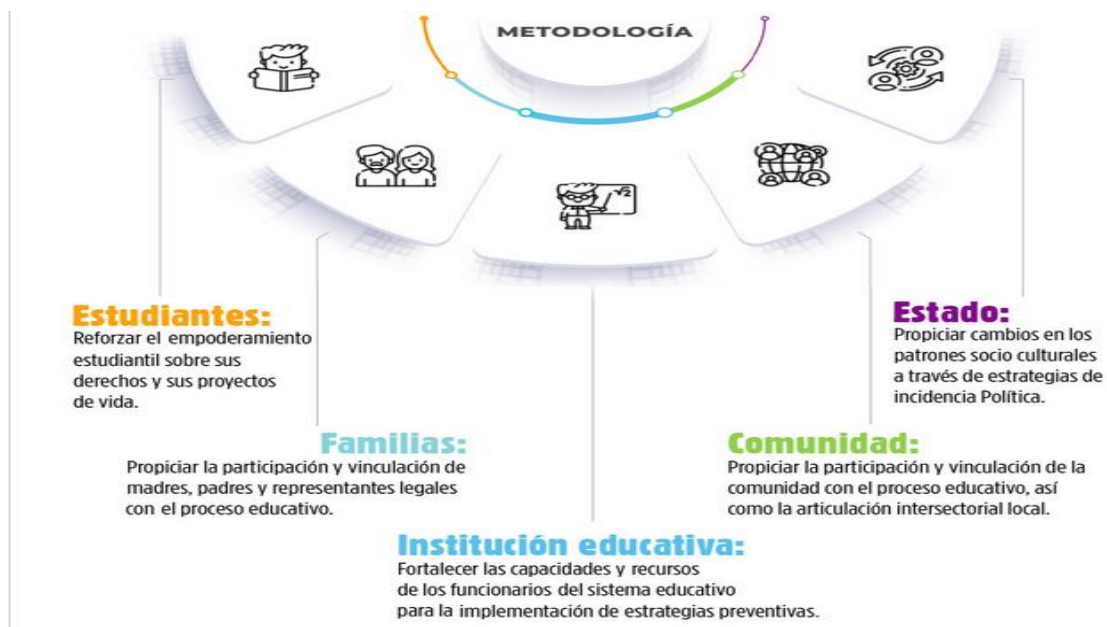 METODOLOGÍA
√2
Estudiantes:
Reforzar el empoderamiento
estudiantil sobre sus
derechos y sus proyectos
de vida.
Estado:
Propiciar cambios en los
patrones socio culturales
a través de estrategias de
incidencia Política.
Familias:
Propiciar la participación y vinculación de
madres, padres y representantes legales
con el proceso educativo.
Comunidad:
Propiciar la participación y vinculación de la
comunidad con el proceso educativo, así
como la articulación intersectorial local.
Institución educativa:
Fortalecer las capacidades y recursos
de los funcionarios del sistema educativo
para la implementación de estrategias preventivas.